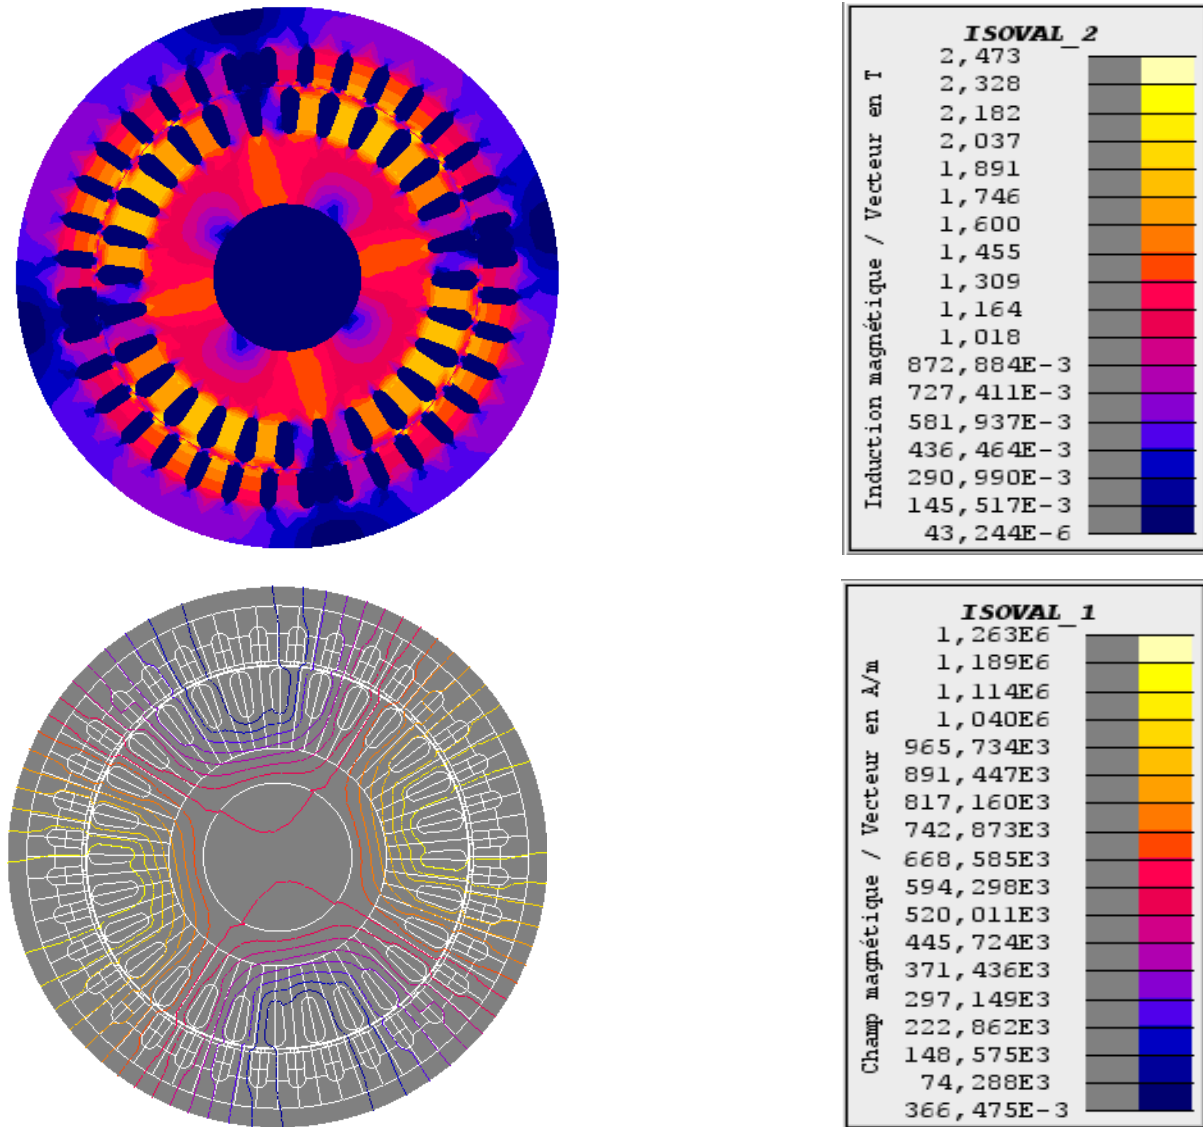 ISOVAL_2
Induction magnétique / Vecteur en T
2,473
2,328
2,182
2,037
1,891
1,746
1,600
1,455
1,309
1,164
1,018
872,884E-3
727,411E-3
581,937E-3
436,464E-3
290,990E-3
145,517E-3
43,244E-6
ISOVAL_1
Champ magnétique / Vecteur en A/m
1,263E6
1,189E6
1,114E6
1,040E6
965,734E3
891,447E3
817,160E3
742,873E3
668,585E3
594,298E3
520,011E3
445,724E3
371,436E3
297,149E3
222,862E3
148,575E3
74,288E3
366,475E-3